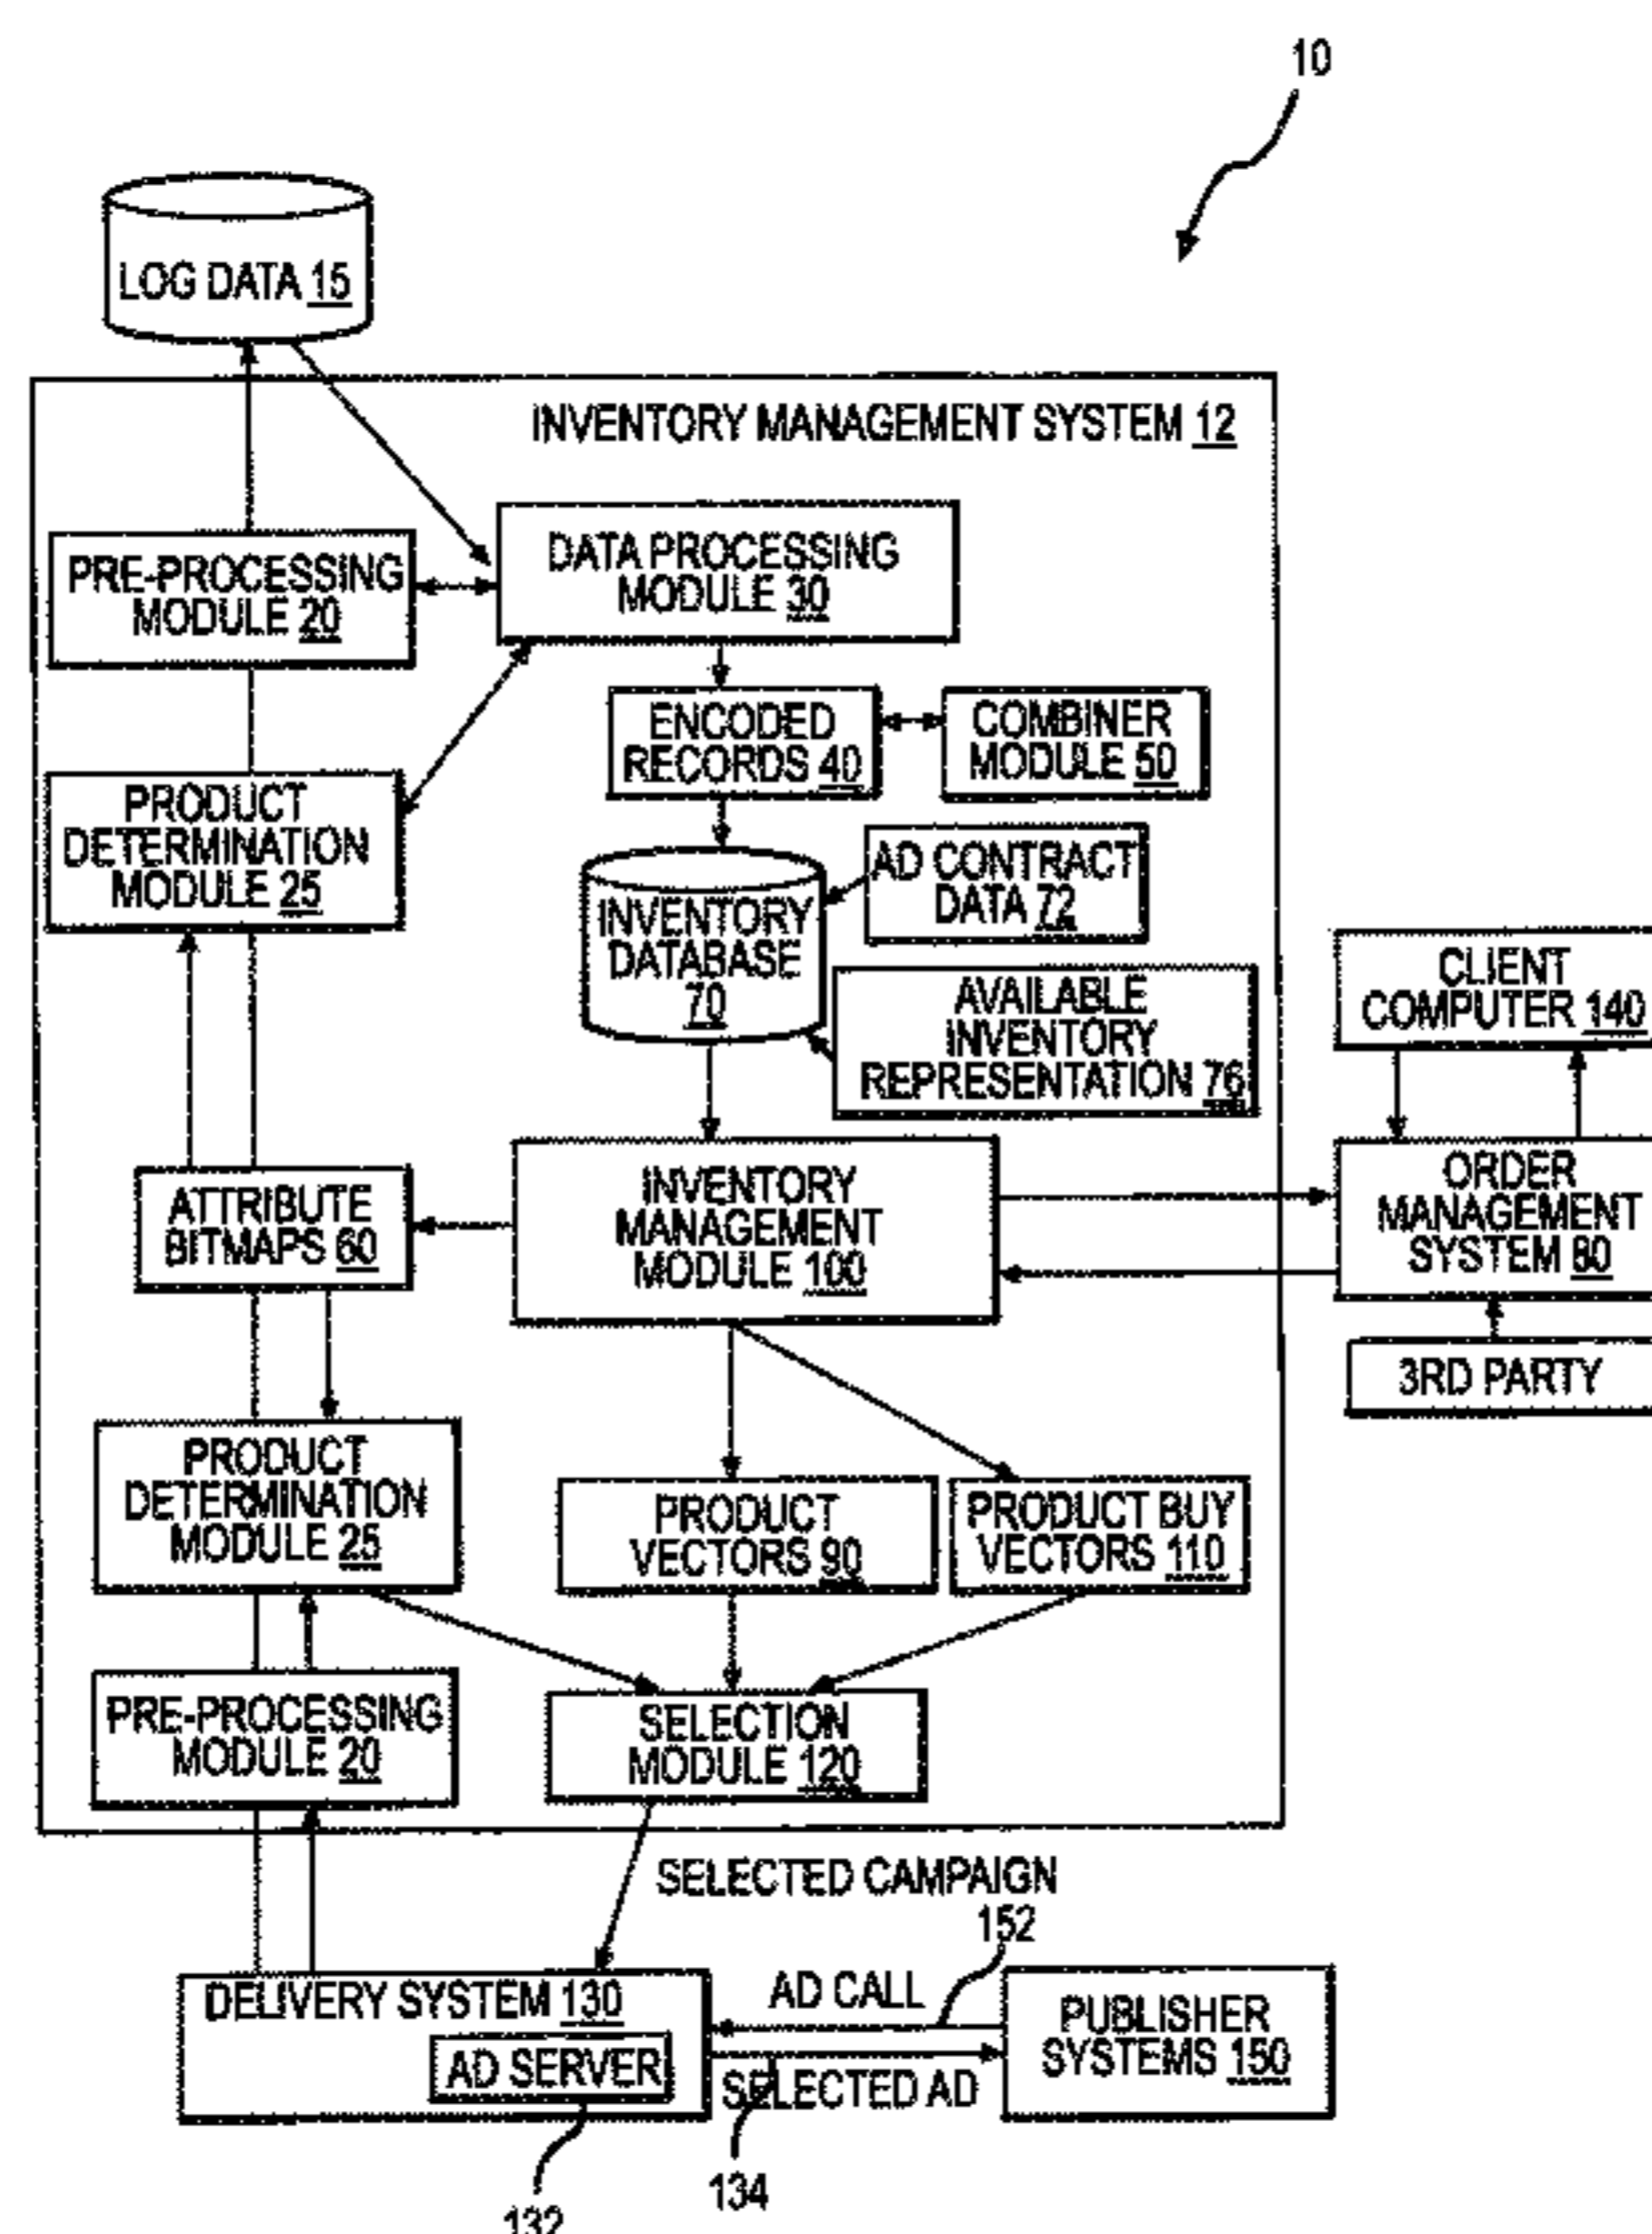 10
LOG DATA 15
INVENTORY MANAGEMENT SYSTEM 12
PRE-PROCESSING
MODULE 20
DATA PROCESSING
MODULE 30
ENCODED
RECORDS 40
COMBINER
MODULE 50
PRODUCT
DETERMINATION
MODULE 25
AD CONTRACT
DATA 72
INVENTORY
DATABASE
70
AVAILABLE
INVENTORY
REPRESENTATION 76
CLIENT
COMPUTER 140
ATTRIBUTE
BITMAPS 60
INVENTORY
MANAGEMENT
MODULE 100
ORDER
MANAGEMENT
SYSTEM 80
3RD PARTY
PRODUCT
DETERMINATION
MODULE 25
PRODUCT
VECTORS 90
PRODUCT BUY
VECTORS 110
PRE-PROCESSING
MODULE 20
SELECTION
MODULE 120
SELECTED CAMPAIGN
152
DELIVERY SYSTEM 130
AD SERVER
AD CALL
SELECTED AD
PUBLISHER
SYSTEMS 150
134
132